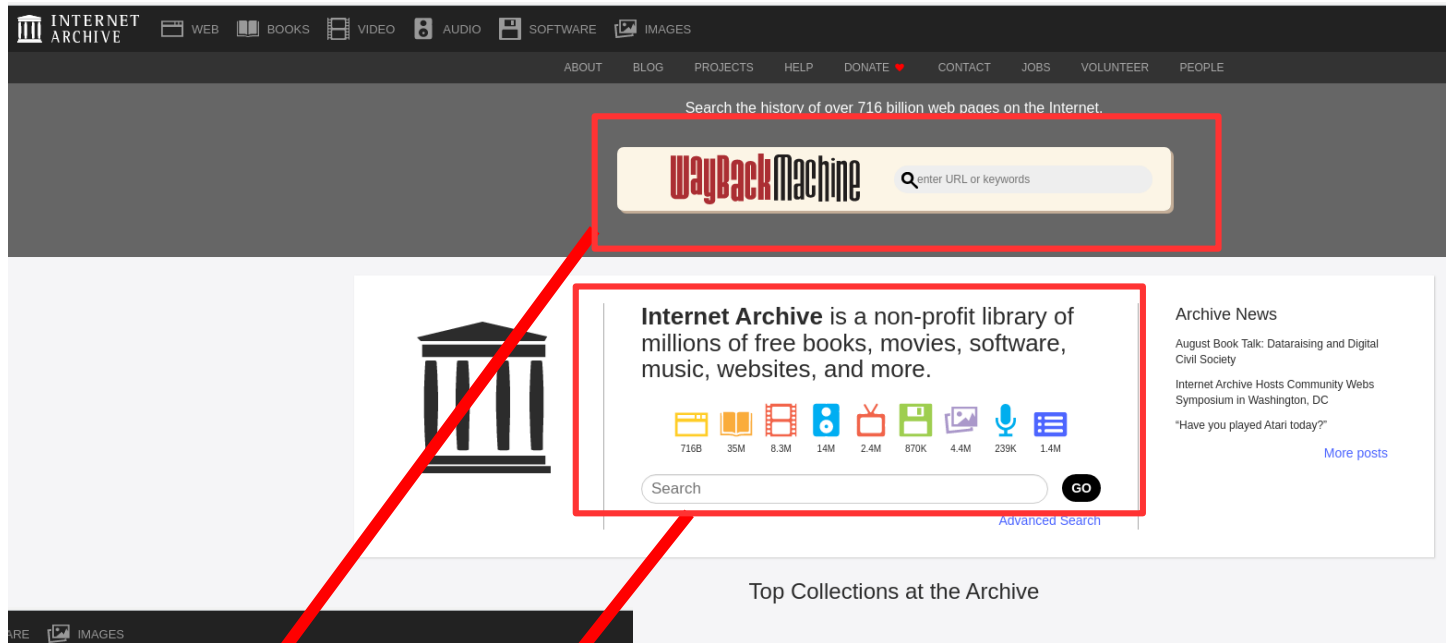 INTERNET
ARCHIVE
WEB BOOKS VIDEO AUDIO SOFTWARE IMAGES
ABOUT BLOG PROJECTS HELP DONATE CONTACT JOBS VOLUNTEER PEOPLE
Search the history of over 716 billion web pages on the Internet.
WayBackMachine
enter URL or keywords
Internet Archive is a non-profit library of
millions of free books, movies, software,
music, websites, and more.
716B 35M 8.3M 14M 2.4M 870K 4.4M 239K 1.4M
Search GO
Advanced Search
Archive News
August Book Talk: Dataraising and Digital
Civil Society
Internet Archive Hosts Community Webs
Symposium in Washington, DC
“Have you played Atari today?”
More posts
Top Collections at the Archive
ARE IMAGES